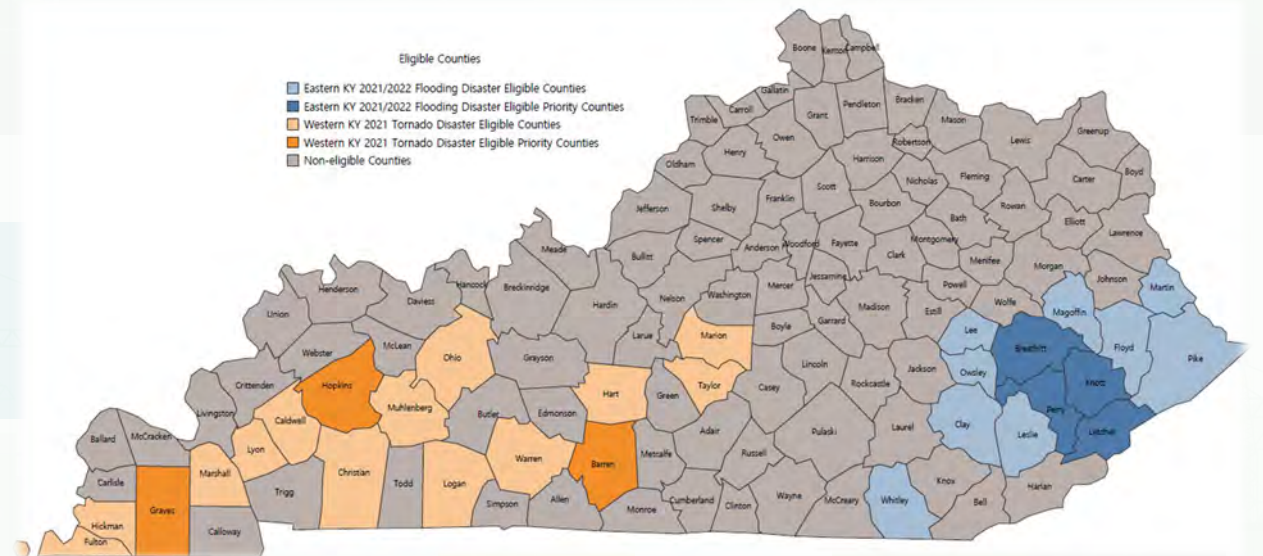 Eligible Counties
Eastern KY 2021/2022 Flooding Disaster Eligible Counties
Eastern KY 2021/2022 Flooding Disaster Eligible Priority Counties
Western KY 2021 Tornado Disaster Eligible Counties
Western KY 2021 Tornado Disaster Eligible Priority Counties
Non-eligible Counties
Boone
Kenton
Campbell
Gallatin
Carroll
Trimble
Grant
Pendleton
Bracken
Mason
Lewis
Greenup
Owen
Robertson
Oldham
Henry
Harrison
Fleming
Carter
Boyd
Nicholas
Scott
Franklin
Shelby
Jefferson
Bourbon
Rowan
Bath
Elliott
Lawrence
Spencer
Anderson
Woodford
Fayette
Montgomery
Clark
Menifee
Meade
Bullitt
Morgan
Johnson
Martin
Jessamine
Powell
Hancock
Breckinridge
Henderson
Daviess
Nelson
Washington
Mercer
Madison
Estill
Wolfe
Magoffin
Hardin
Union
Garrard
Boyle
Larue
Marion
Lee
Floyd
Pike
Breathitt
McLean
Webster
Ohio
Grayson
Lincoln
Jackson
Owsley
Knott
Hopkins
Crittenden
Taylor
Casey
Rockcastle
Hart
Green
Muhlenberg
Livingston
Butler
Edmonson
Perry
Caldwell
Clay
Laurel
Pulaski
Adair
Leslie
Letcher
Ballard
McCracken
Lyon
Warren
Barren
Metcalfe
Russell
Marshall
Christian
Todd
Logan
Carlisle
Trigg
Knox
Harlan
Wayne
McCreary
Whitley
Bell
Cumberland
Clinton
Allen
Simpson
Monroe
Graves
Hickman
Calloway
Fulton